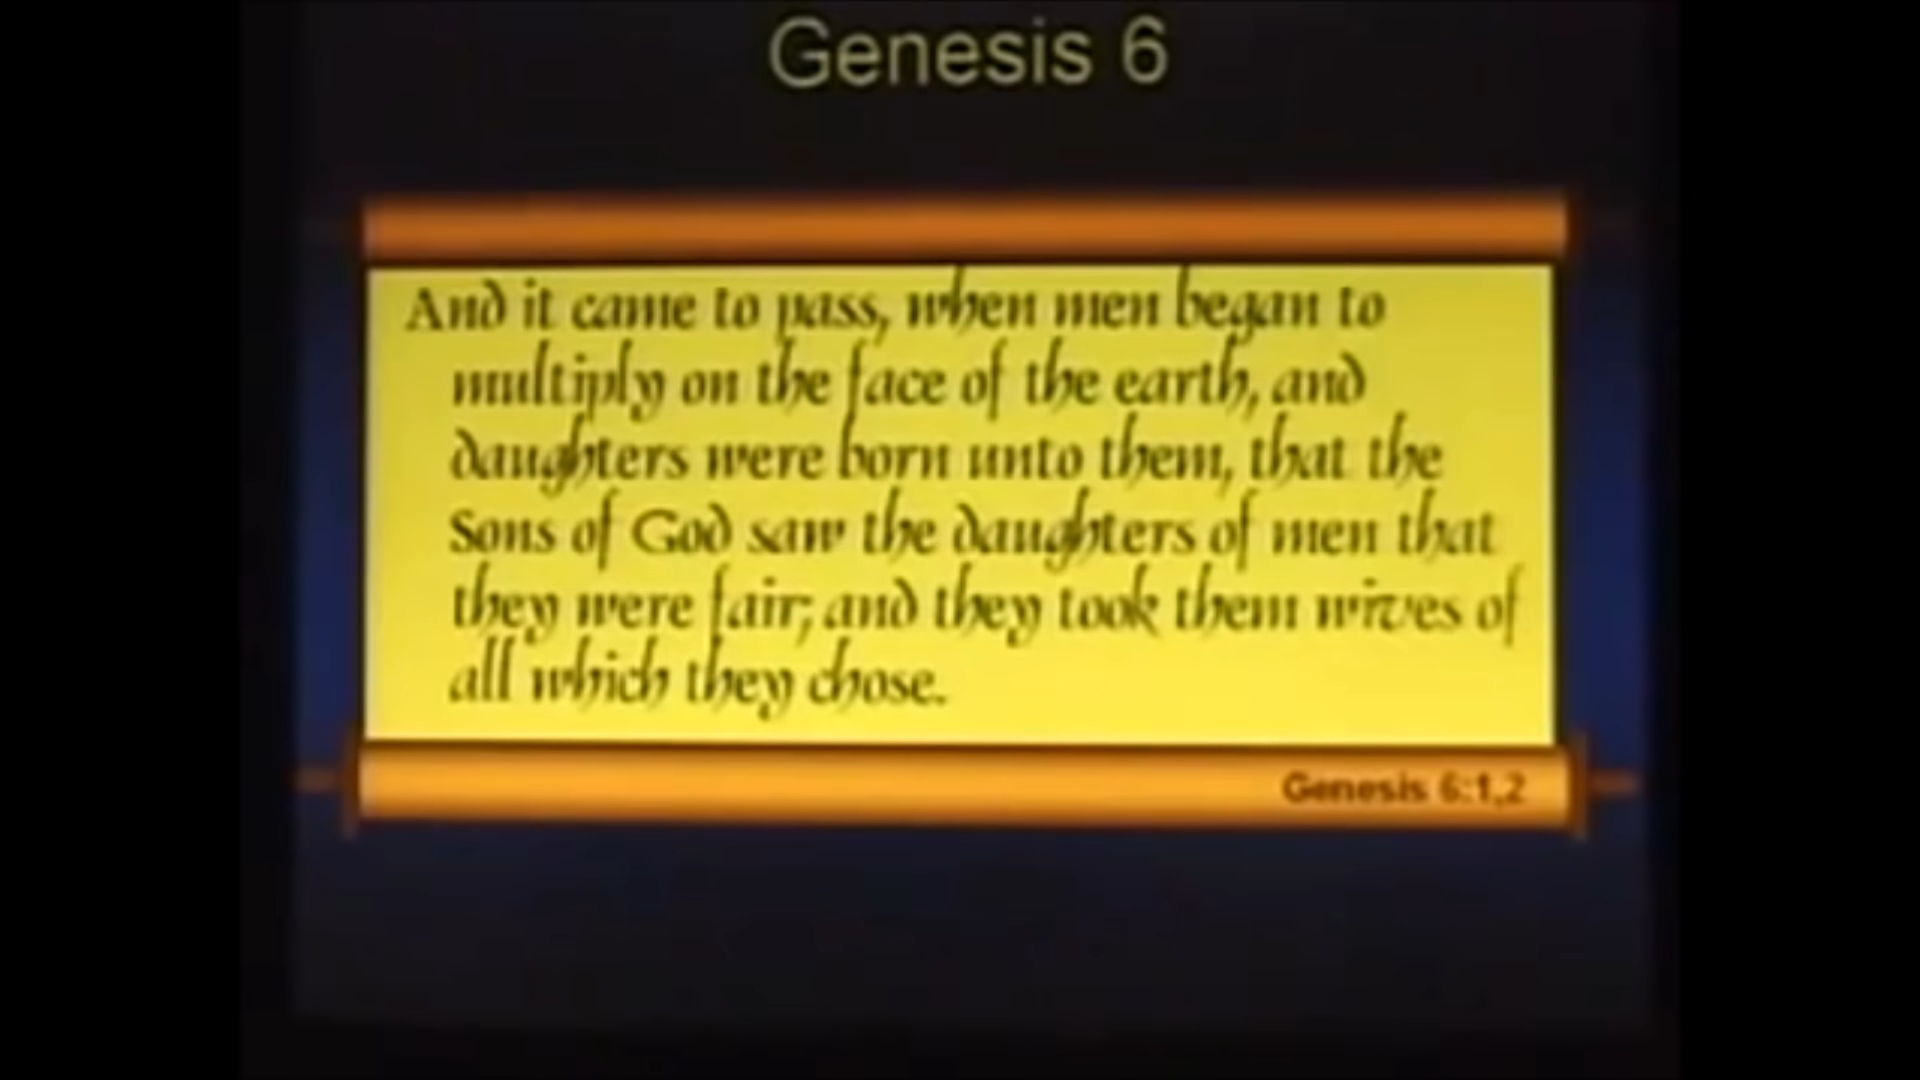 Genesis 6
And it came to pass, when men began to
multiply on the face of the earth, and
daughters were born unto them, that the
Sons of God saw the daughters of men that
they were fair; and they took them wives of
all which they chose.
Genesis 6:1,2